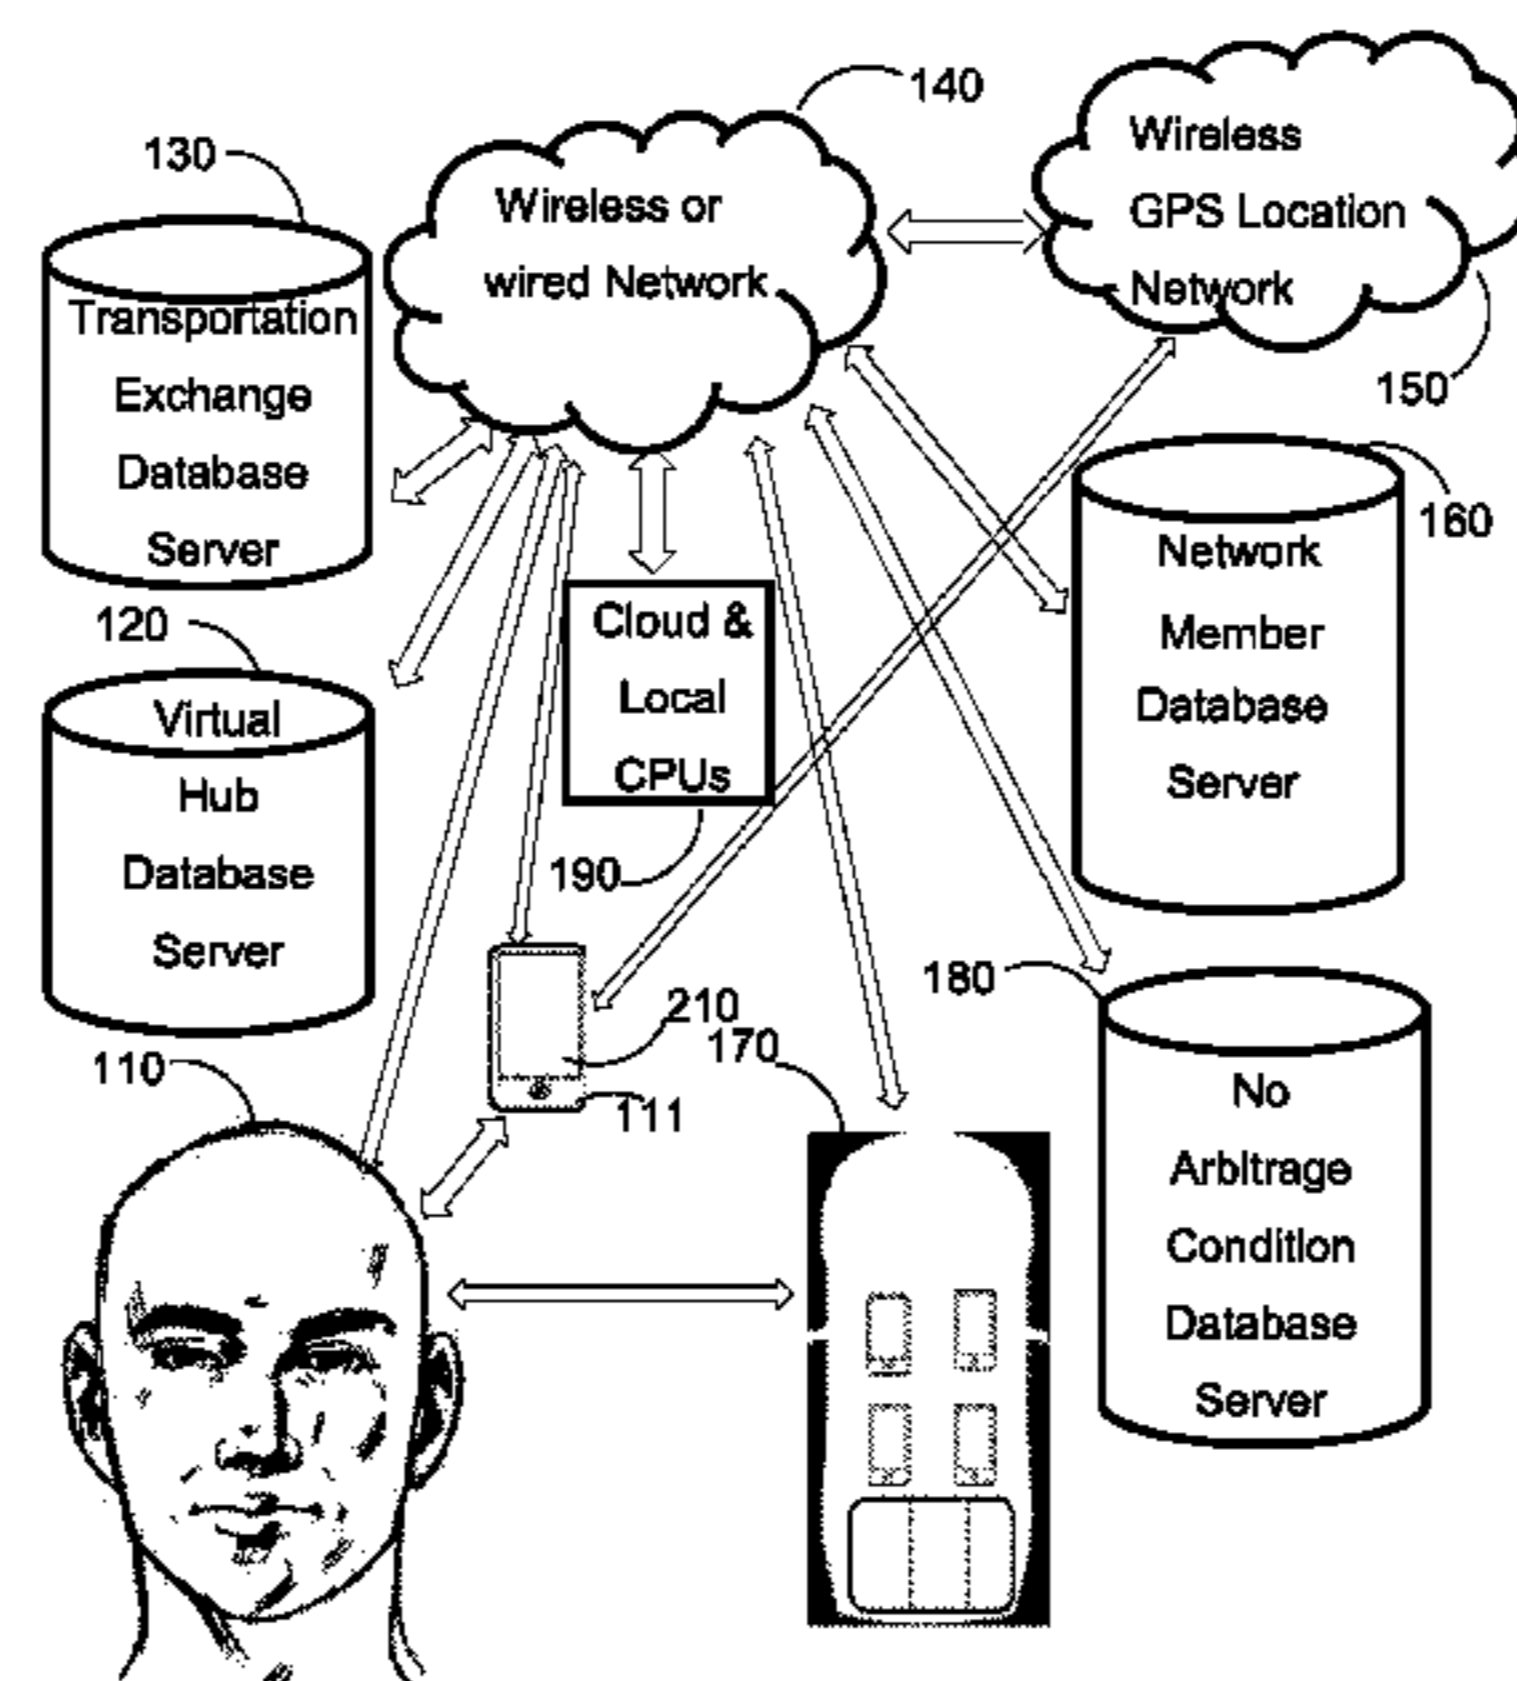 140
Wireless
GPS Location
Network
150
130
Wireless or
wired Network
Transportation
Exchange
Database
Server
160
Network
Member
Database
Server
120
Virtual
Hub
Database
Server
Cloud &
Local
CPUs
190
180
210
170
110
111
No
Arbitrage
Condition
Database
Server